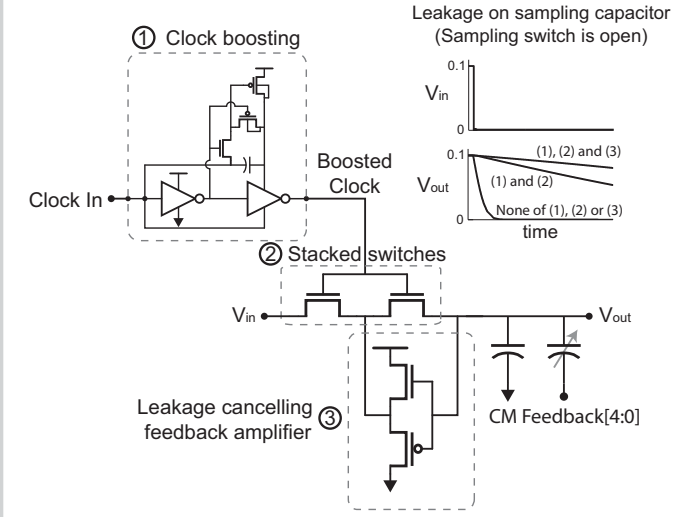 Leakage on sampling capacitor
(Sampling switch is open)
① Clock boosting
0.1
Vin
0
0.1
(1), (2) and (3)
Vout
(1) and (2)
None of (1), (2) or (3)
0
time
Boosted
Clock
Clock In
② Stacked switches
Vin
Vout
Leakage cancelling ③
feedback amplifier
CM Feedback[4:0]